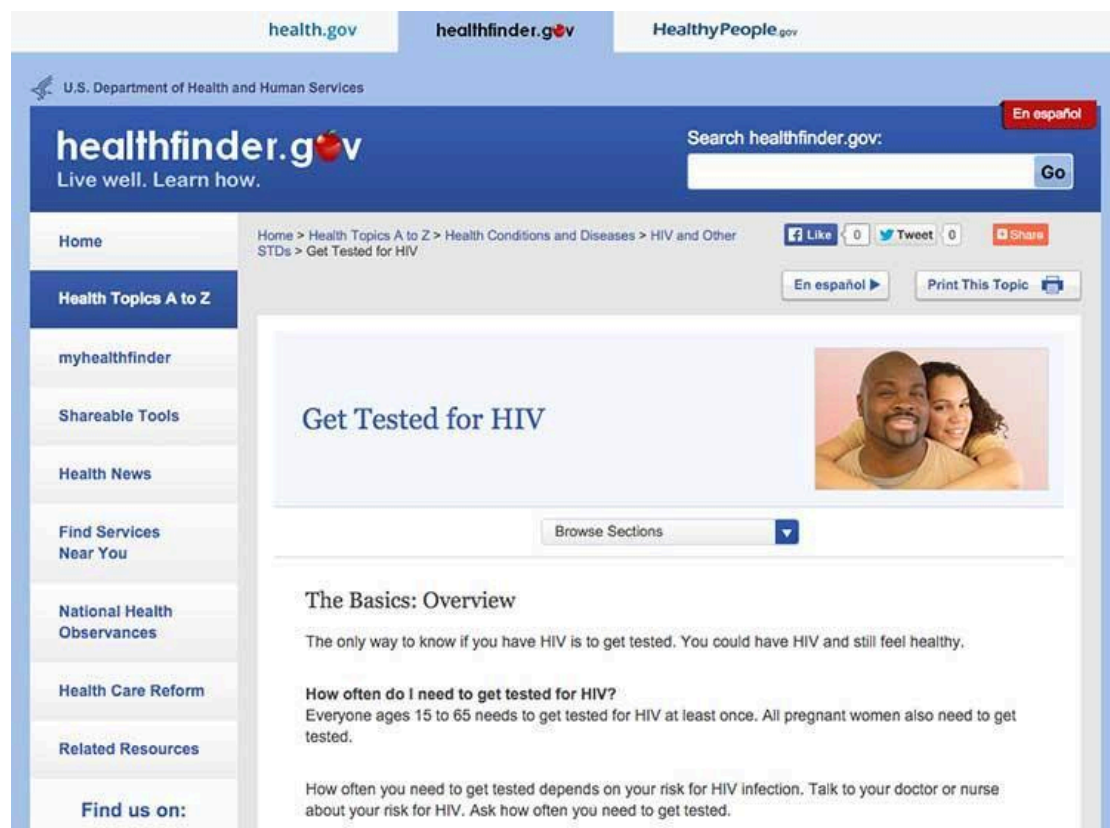 health.gov
healthfinder.gov
HealthyPeople.gov
U.S. Department of Health and Human Services
En español
healthfinder.gov
Live well. Learn how.
Search healthfinder.gov:
Go
Home
Health Topics A to Z
myhealthfinder
Shareable Tools
Health News
Find Services
Near You
National Health
Observances
Health Care Reform
Related Resources
Find us on:
Home > Health Topics A to Z > Health Conditions and Diseases > HIV and Other
STDs > Get Tested for HIV
Like 0 Tweet 0 Share
En español
Print This Topic
Get Tested for HIV
Browse Sections
The Basics: Overview
The only way to know if you have HIV is to get tested. You could have HIV and still feel healthy.
How often do I need to get tested for HIV?
Everyone ages 15 to 65 needs to get tested for HIV at least once. All pregnant women also need to get
tested.
How often you need to get tested depends on your risk for HIV infection. Talk to your doctor or nurse
about your risk for HIV. Ask how often you need to get tested.